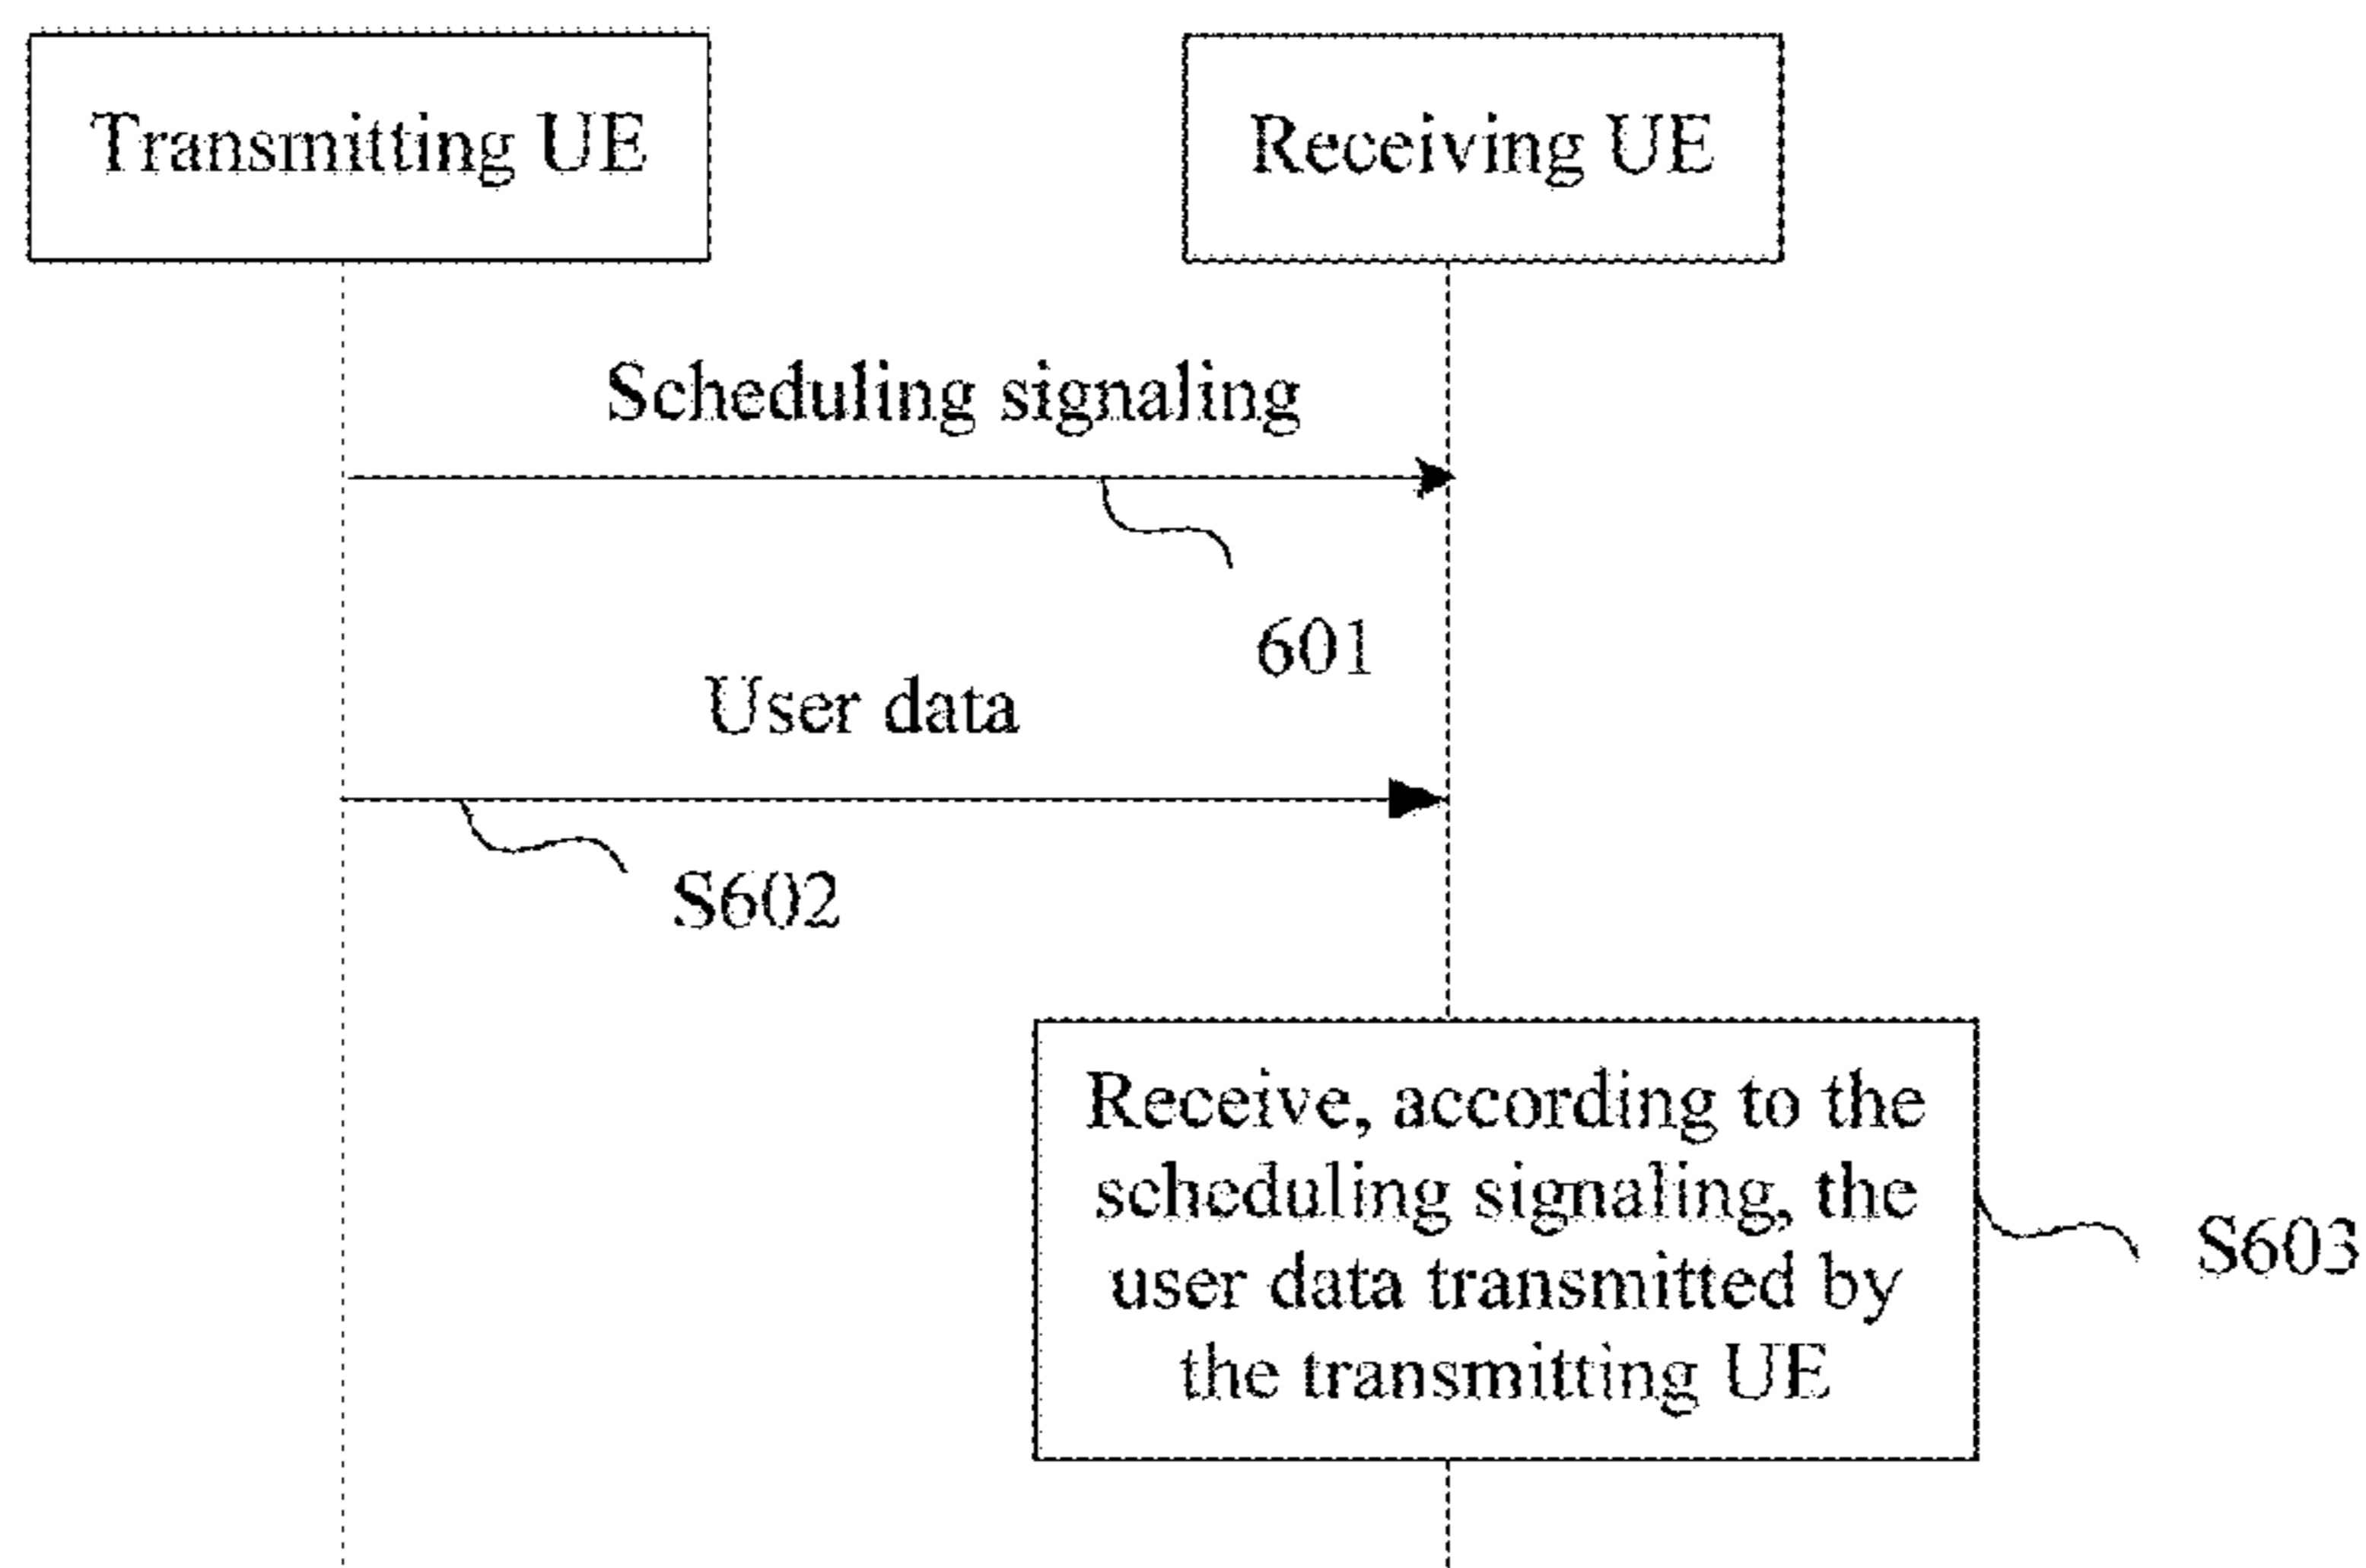 Transmitting UE
Receiving UE
Scheduling signaling
601
User data
S602
Receive, according to the
scheduling signaling, the
user data transmitted by
the transmitting UE
S603